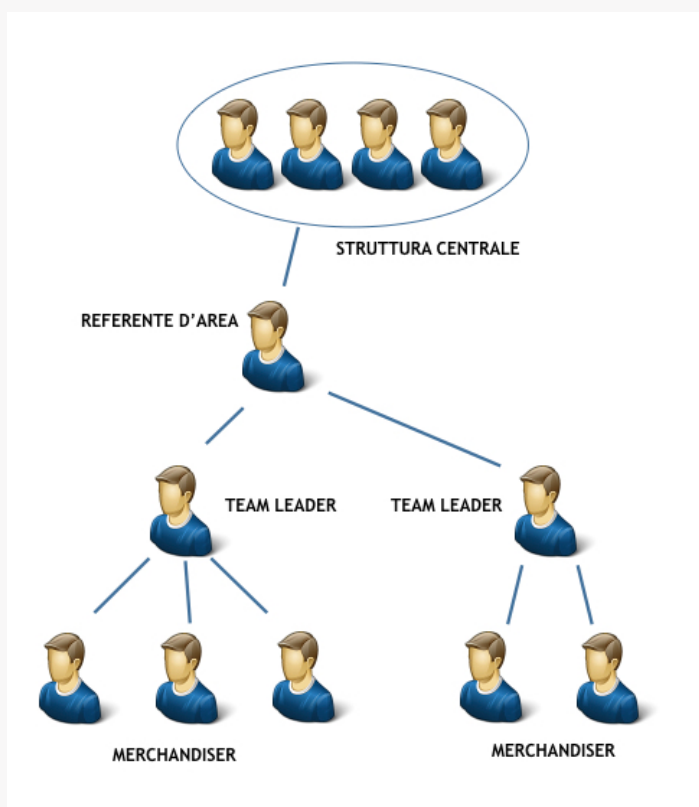 STRUTTURA CENTRALE
REFERENTE D'AREA
TEAM LEADER
TEAM LEADER
MERCHANDISER
MERCHANDISER